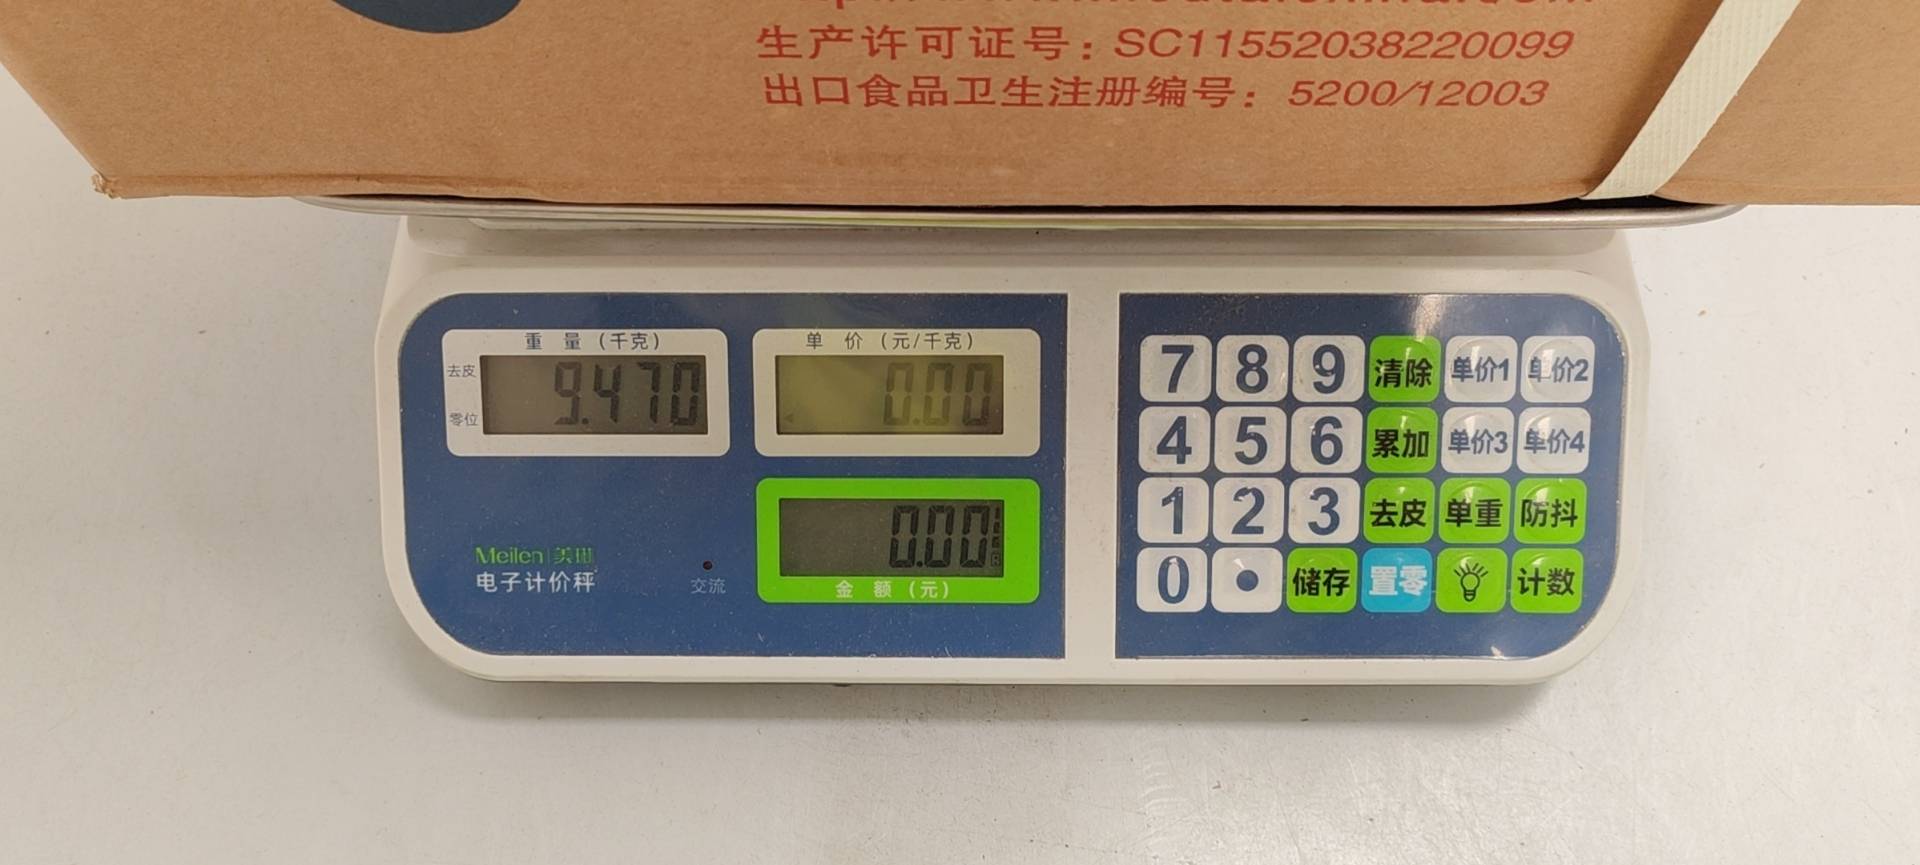 生产许可证号：SC11552038220099
出口食品卫生注册编号：5200/12003
重量（千克）
去皮
零位
9.470
单价（元/千克）
0.00
0.00
金额（元）
Meilen 美琳
电子计价秤
交流
7 8 9 清除 单价1 单价2
4 5 6 累加 单价3 单价4
1 2 3 去皮 单重 防抖
0 • 储存 置零 计数